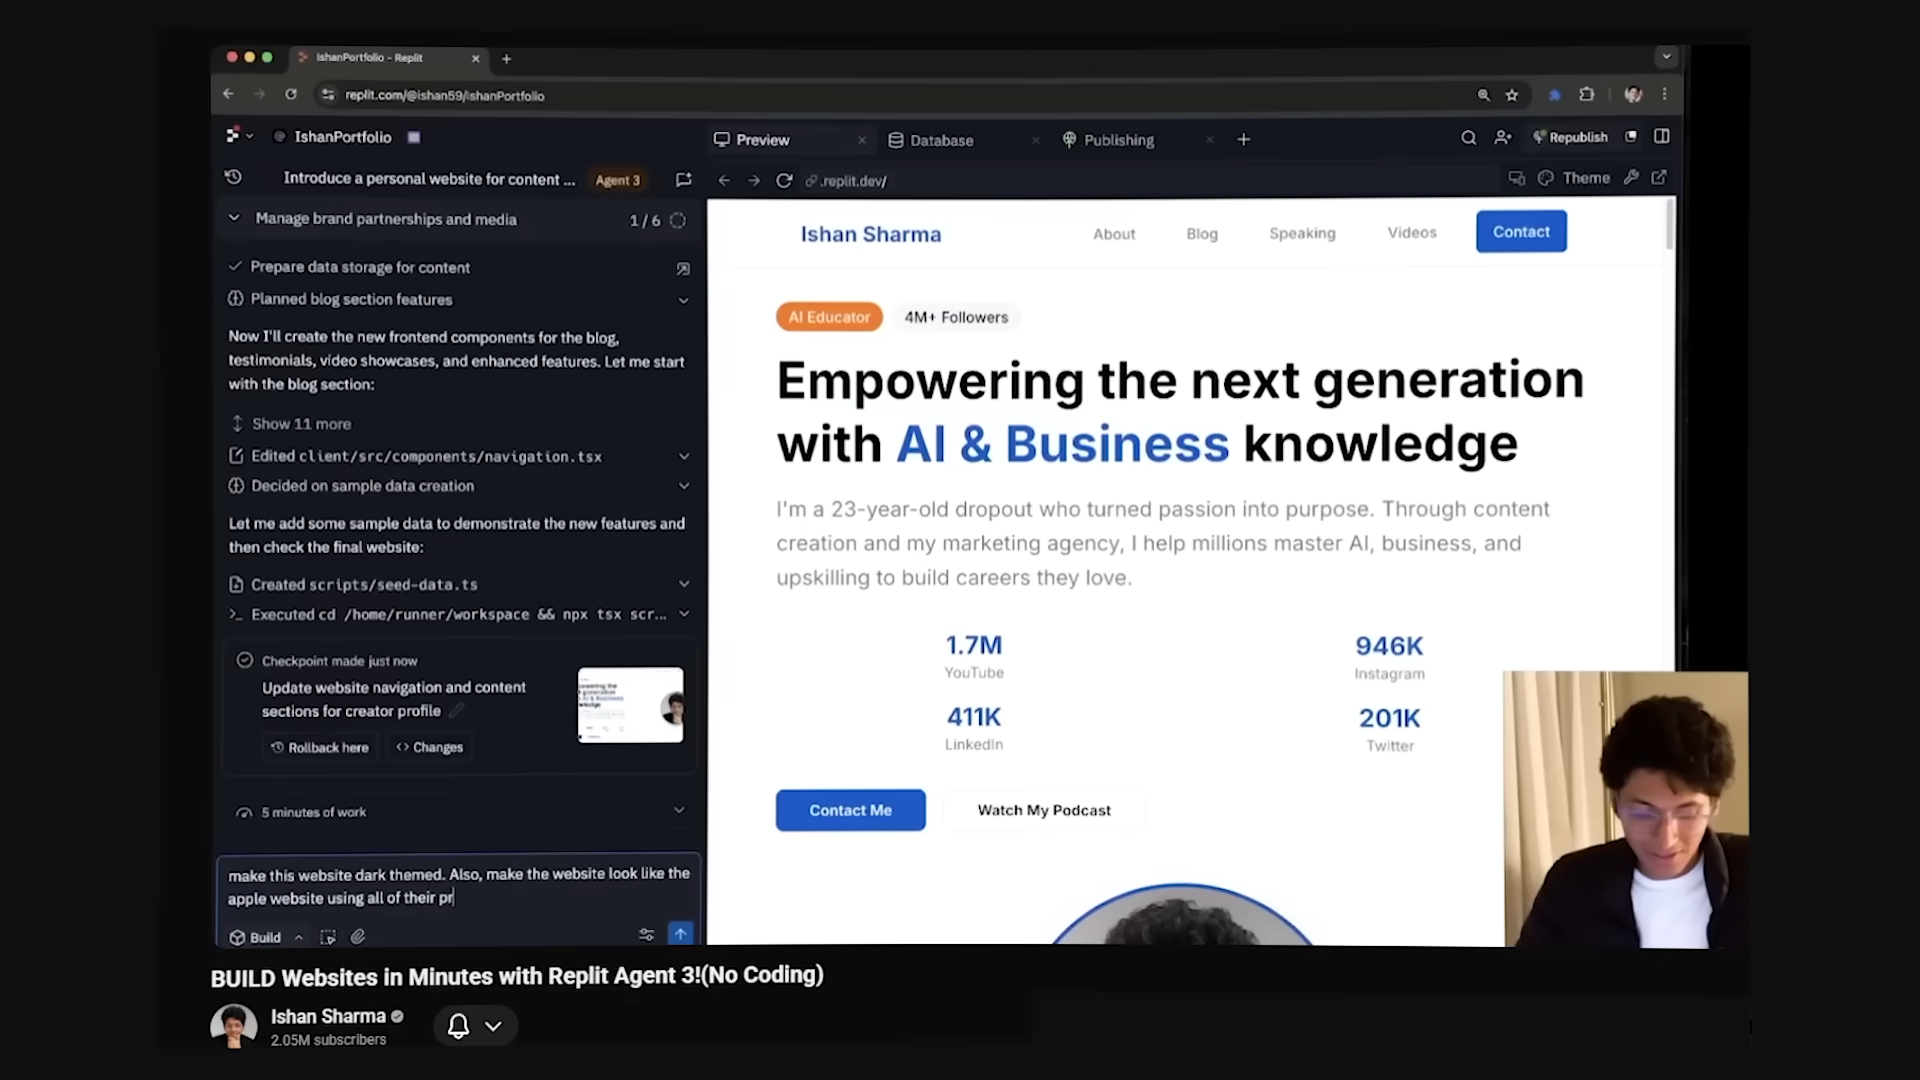 IshanPortfolio - Replit
replit.com/@ishan59/ishanPortfolio
IshanPortfolio
Preview
Database
Publishing
Republish
Introduce a personal website for content ...
Agent 3
.replit.dev/
Theme
Manage brand partnerships and media
1 / 6
Prepare data storage for content
Planned blog section features
Now I'll create the new frontend components for the blog,
testimonials, video showcases, and enhanced features. Let me start
with the blog section:
Show 11 more
Edited client/src/components/navigation.tsx
Decided on sample data creation
Let me add some sample data to demonstrate the new features and
then check the final website:
Created scripts/seed-data.ts
Executed cd /home/runner/workspace && npx tsx scr...
Checkpoint made just now
Update website navigation and content
sections for creator profile
Rollback here
Changes
5 minutes of work
make this website dark themed. Also, make the website look like the
apple website using all of their pr
Build
Ishan Sharma
About
Blog
Speaking
Videos
Contact
AI Educator
4M+ Followers
Empowering the next generation
with AI & Business knowledge
I'm a 23-year-old dropout who turned passion into purpose. Through content
creation and my marketing agency, I help millions master AI, business, and
upskilling to build careers they love.
1.7M
YouTube
946K
Instagram
411K
LinkedIn
201K
Twitter
Contact Me
Watch My Podcast
BUILD Websites in Minutes with Replit Agent 3!(No Coding)
Ishan Sharma
2.05M subscribers